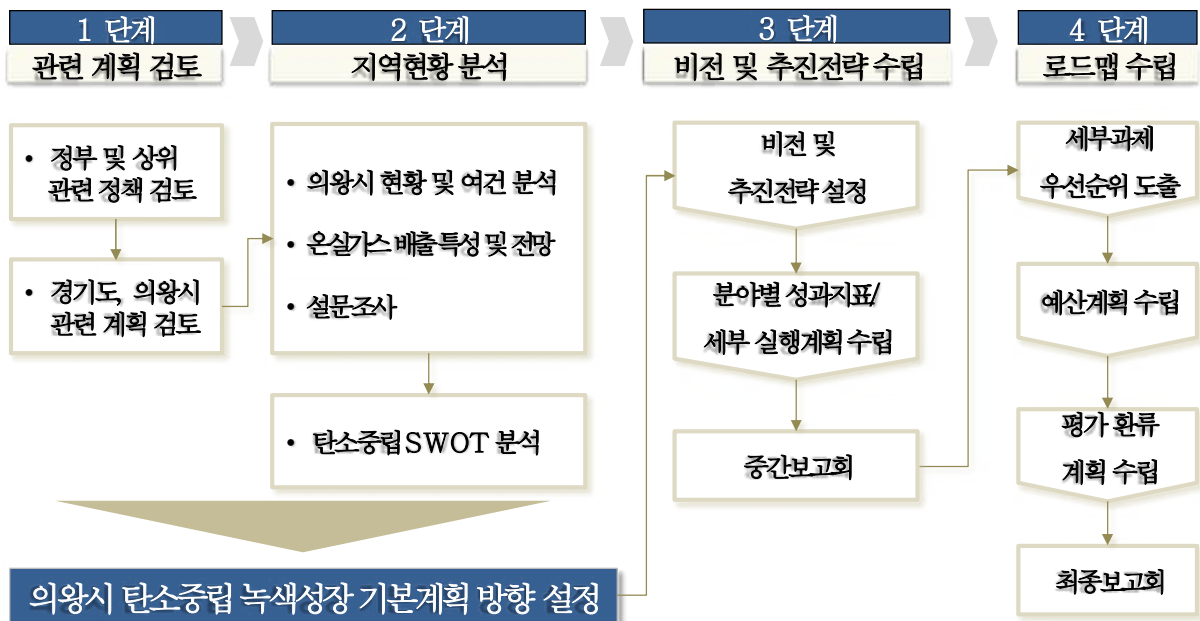 1 단계
관련 계획 검토
• 정부 및 상위
관련 정책 검토
• 경기도, 의왕시
관련 계획 검토
2 단계
지역현황 분석
• 의왕시 현황 및 여건 분석
• 온실가스 배출특성 및 전망
• 설문조사
• 탄소중립 SWOT 분석
의왕시 탄소중립 녹색성장 기본계획 방향 설정
3 단계
비전 및 추진전략 수립
비전 및
추진전략 설정
분야별 성과지표/
세부 실행계획 수립
중간보고회
4 단계
로드맵 수립
세부과제
우선순위 도출
예산계획 수립
평가 환류
계획 수립
최종보고회